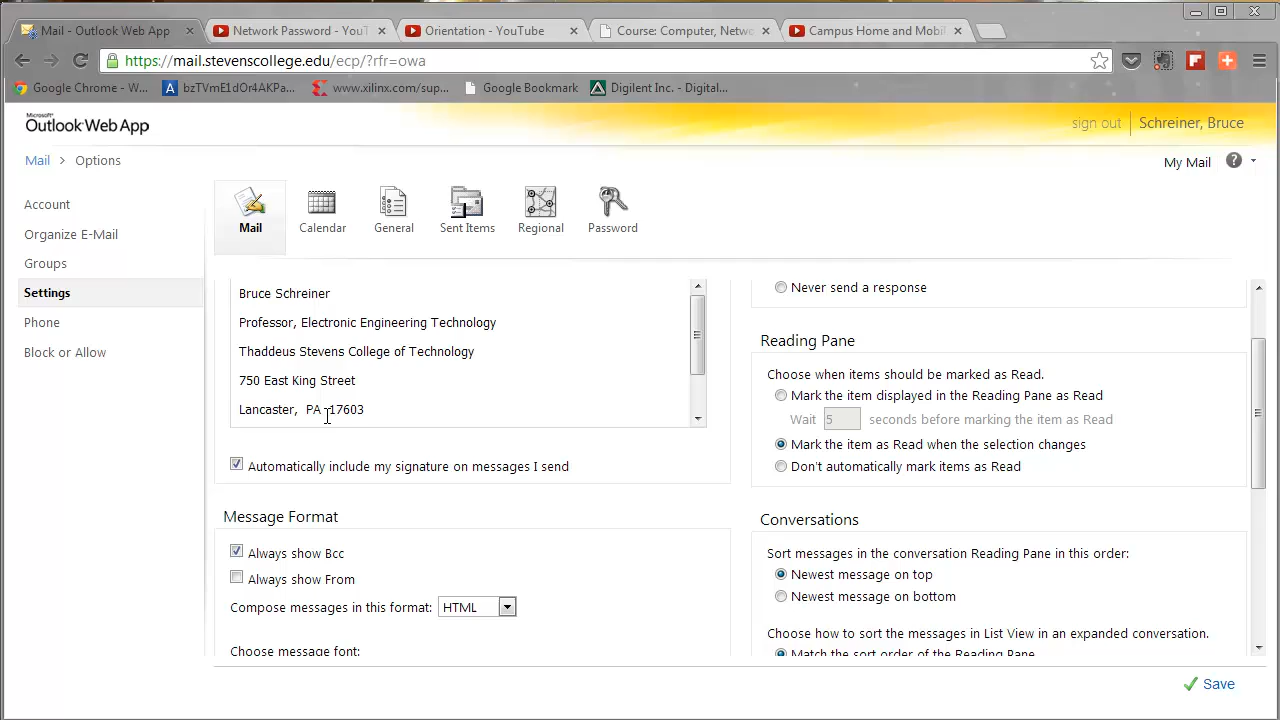 Mail - Outlook Web App
Network Password - YouT
Orientation - YouTube
Course: Computer, Netw
Campus Home and Mobil
https://mail.stevenscollege.edu/ecp/?rfr=owa
Google Chrome - W...
bzTVmE1dOr4AKPa...
www.xilinx.com/sup...
Google Bookmark
Digilent Inc. - Digital...
Microsoft
Outlook Web App
sign out
Schreiner, Bruce
Mail > Options
My Mail
Mail
Calendar
General
Sent Items
Regional
Password
Account
Organize E-Mail
Groups
Settings
Phone
Block or Allow
Bruce Schreiner
Professor, Electronic Engineering Technology
Thaddeus Stevens College of Technology
750 East King Street
Lancaster, PA 17603
Automatically include my signature on messages I send
Message Format
Always show Bcc
Always show From
Compose messages in this format: HTML
Choose message font:
Never send a response
Reading Pane
Choose when items should be marked as Read.
Mark the item displayed in the Reading Pane as Read
Wait 5 seconds before marking the item as Read
Mark the item as Read when the selection changes
Don't automatically mark items as Read
Conversations
Sort messages in the conversation Reading Pane in this order:
Newest message on top
Newest message on bottom
Choose how to sort the messages in List View in an expanded conversation.
Match the sort order of the Reading Pane
Save